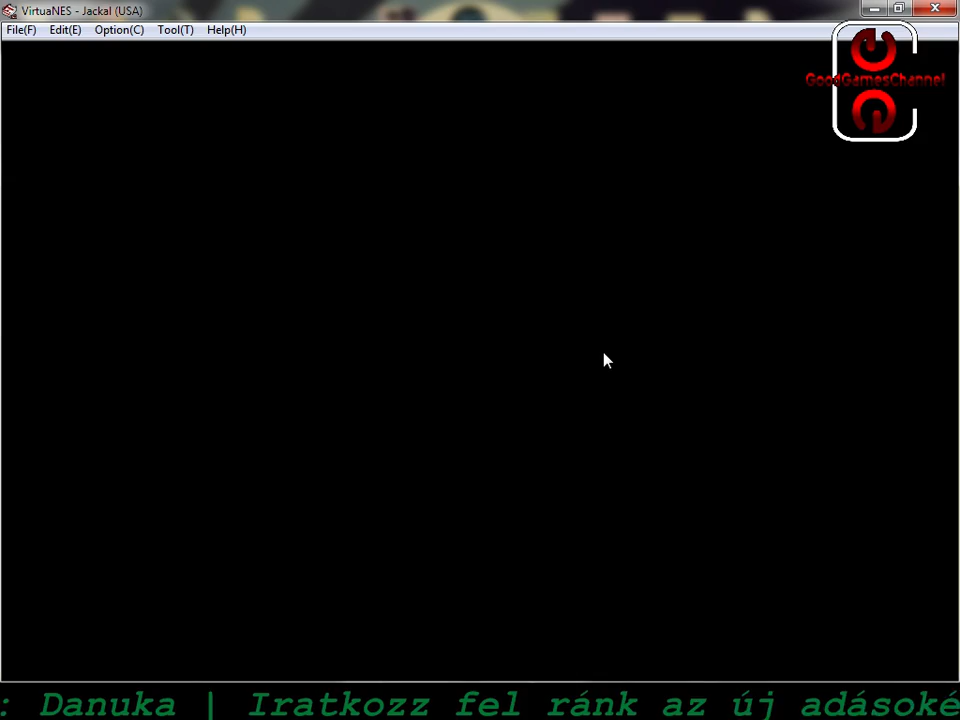 VirtuaNES - Jackal (USA)
File(F) Edit(E) Option(C) Tool(T) Help(H)
GoodGamesChannel
: Danuka | Iratkozz fel ránk az új adásoké